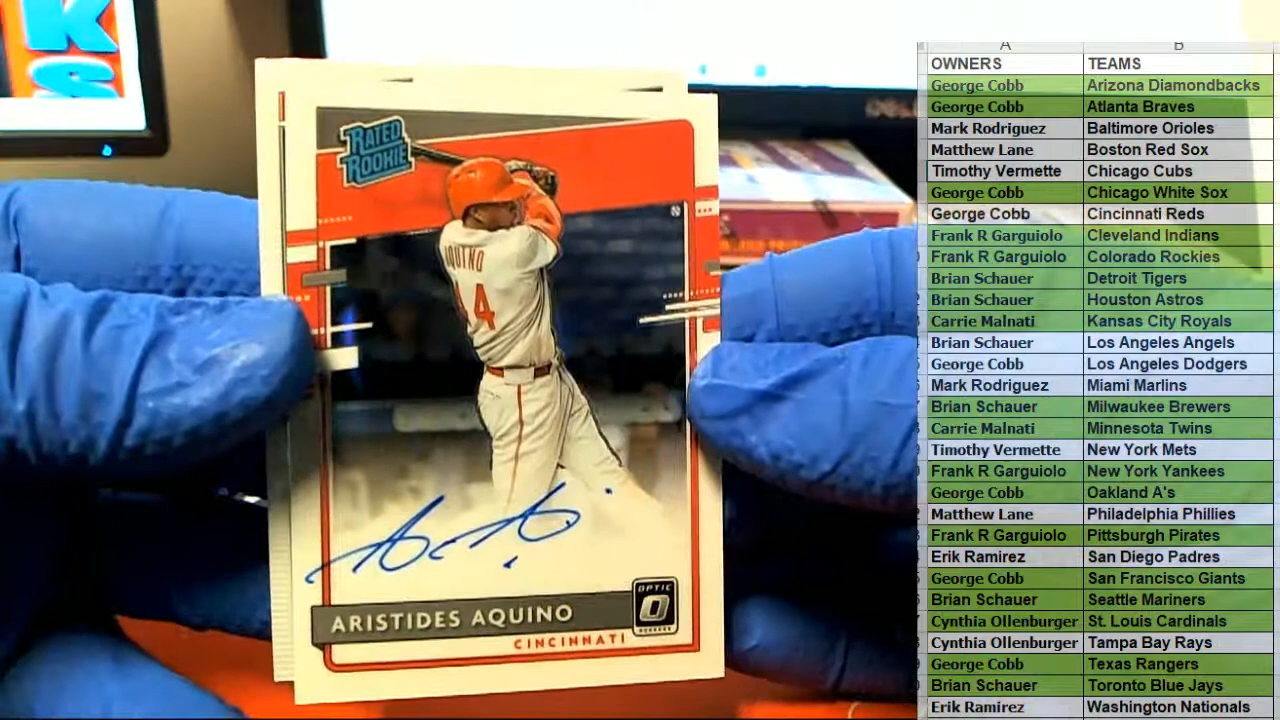 K
S
RATED
ROOKIE
AQUINO
44
ARISTIDES AQUINO
CINCINNATI
OPTIC
A B
OWNERS TEAMS
George Cobb Arizona Diamondbacks
George Cobb Atlanta Braves
Mark Rodriguez Baltimore Orioles
Matthew Lane Boston Red Sox
Timothy Vermette Chicago Cubs
George Cobb Chicago White Sox
George Cobb Cincinnati Reds
Frank R Garguiolo Cleveland Indians
Frank R Garguiolo Colorado Rockies
Brian Schauer Detroit Tigers
Brian Schauer Houston Astros
Carrie Malnati Kansas City Royals
Brian Schauer Los Angeles Angels
George Cobb Los Angeles Dodgers
Mark Rodriguez Miami Marlins
Brian Schauer Milwaukee Brewers
Carrie Malnati Minnesota Twins
Timothy Vermette New York Mets
Frank R Garguiolo New York Yankees
George Cobb Oakland A's
Matthew Lane Philadelphia Phillies
Frank R Garguiolo Pittsburgh Pirates
Erik Ramirez San Diego Padres
George Cobb San Francisco Giants
Brian Schauer Seattle Mariners
Cynthia Ollenburger St. Louis Cardinals
Cynthia Ollenburger Tampa Bay Rays
George Cobb Texas Rangers
Brian Schauer Toronto Blue Jays
Erik Ramirez Washington Nationals